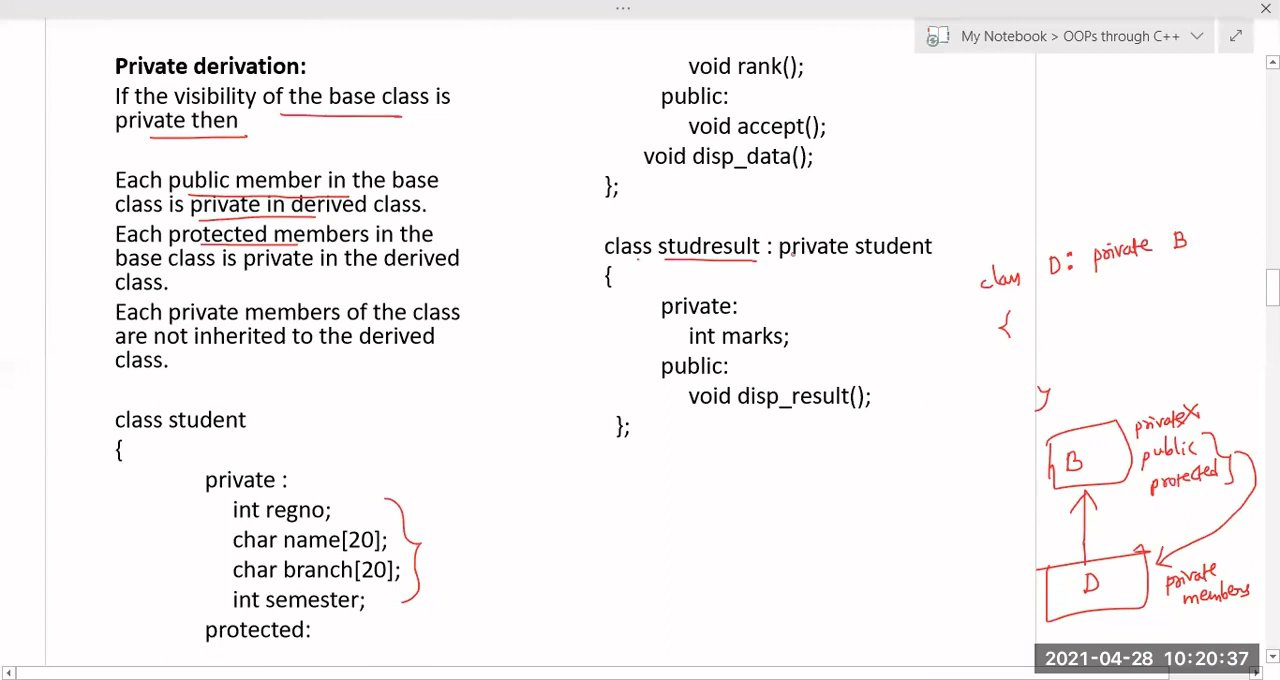 My Notebook > OOPs through C++
Private derivation:
If the visibility of the base class is
private then
Each public member in the base
class is private in derived class.
Each protected members in the
base class is private in the derived
class.
Each private members of the class
are not inherited to the derived
class.
class student
{
private :
int regno;
char name[20];
char branch[20];
int semester;
protected:
void rank();
public:
void accept();
void disp_data();
};
class studresult : private student
{
private:
int marks;
public:
void disp_result();
};
class D: private B
{
}
B
private X
public
protected
D
private
members
2021-04-28 10:20:37